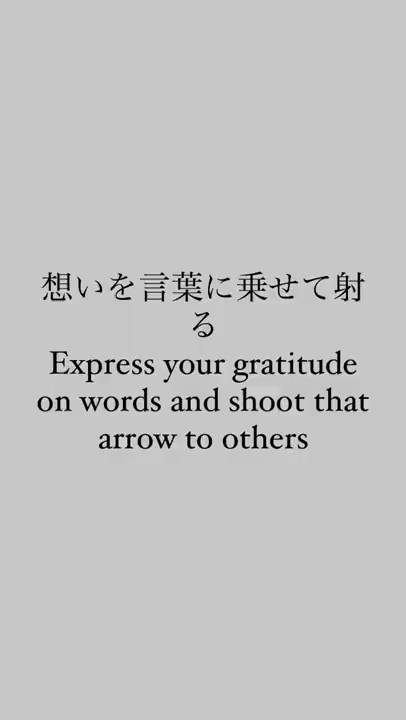 想いを言葉に乗せて射
る
Express your gratitude
on words and shoot that
arrow to others